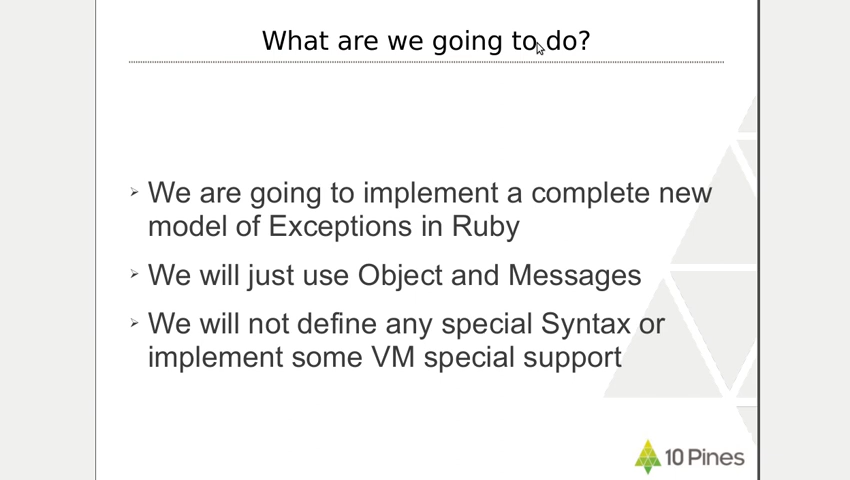 What are we going to do?
We are going to implement a complete new
model of Exceptions in Ruby
We will just use Object and Messages
We will not define any special Syntax or
implement some VM special support
10 Pines